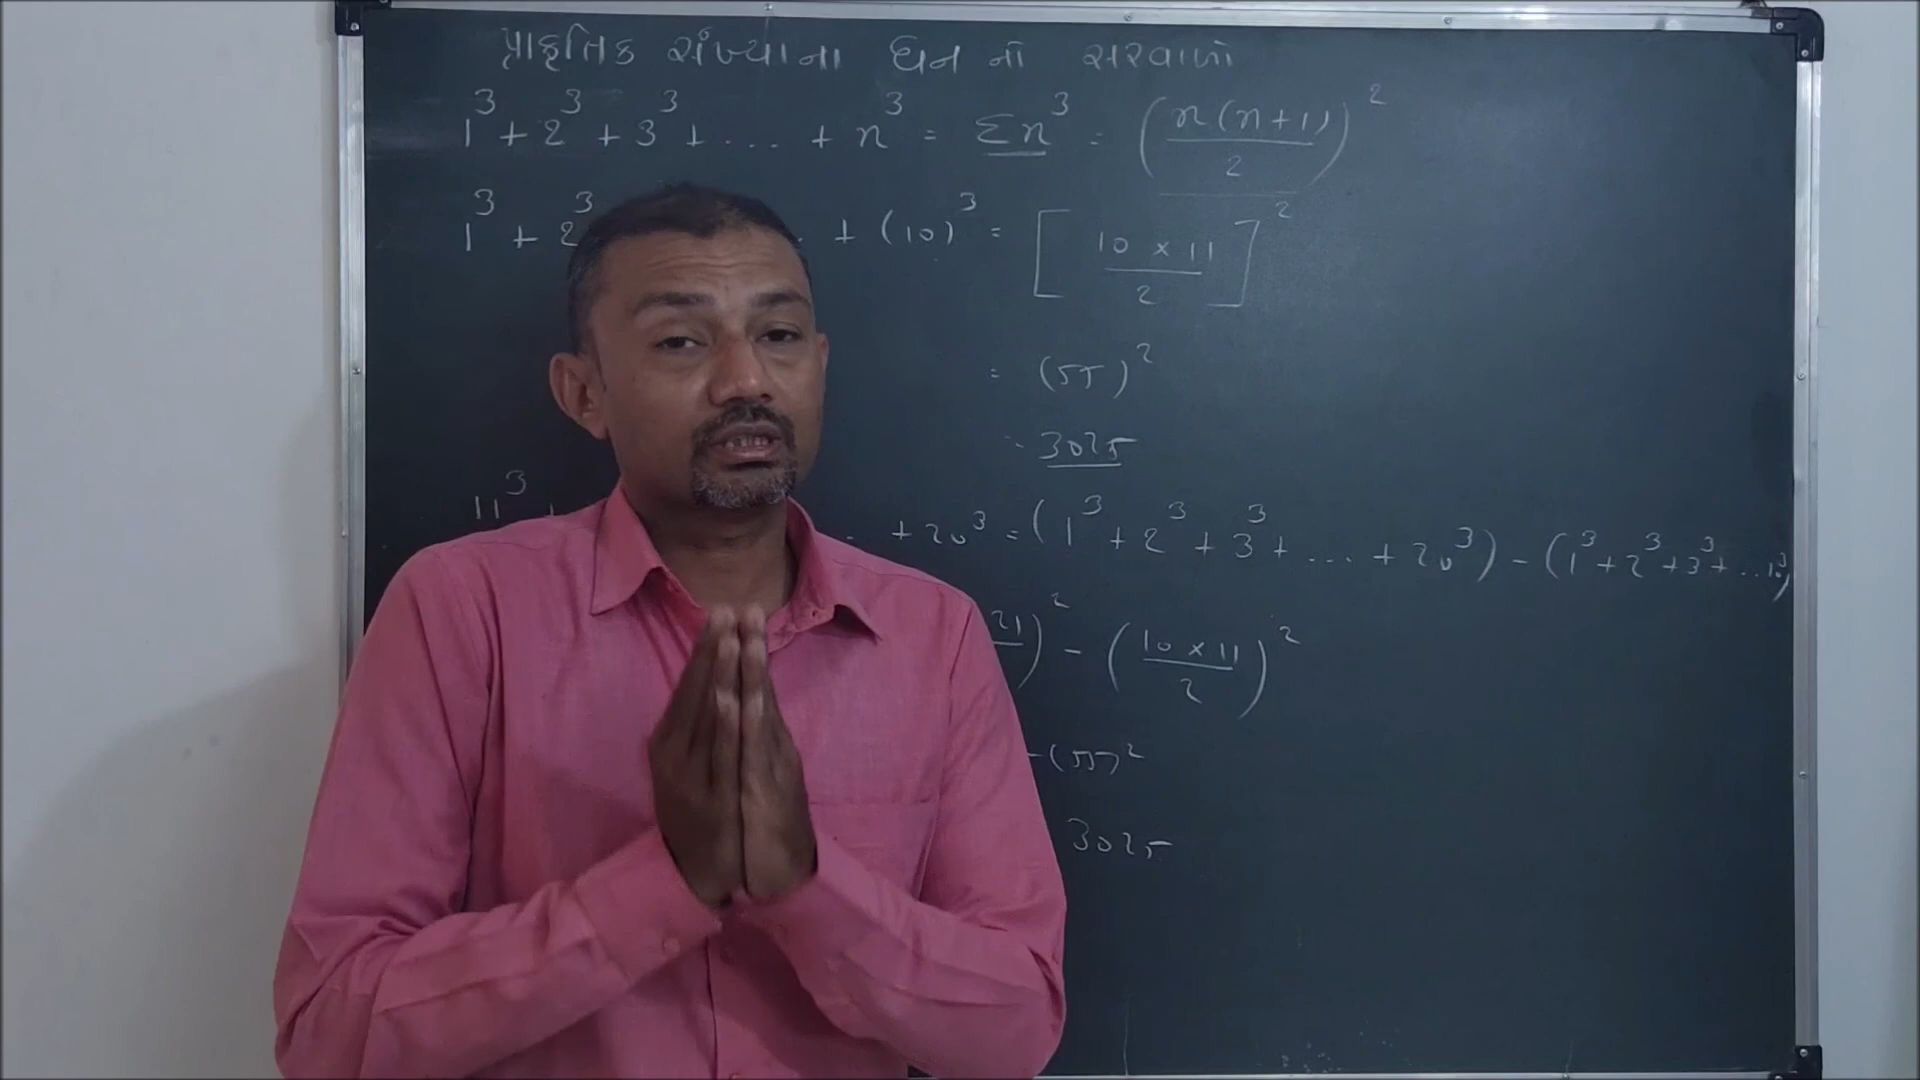 પ્રાકૃતિક સંખ્યાના ઘન નો સરવાળો
1³ + 2³ + 3³ + ... + n³ = Σn³ = (n(n+1)/2)²
1³ + 2³ . + (10)³ = [10 × 11/2]²
= (55)²
= 3025
11³ + . + 20³ = (1³ + 2³ + 3³ + ... + 20³) - (1³ + 2³ + 3³ + ..10³)
21)² - (10 × 11/2)²
- (55)²
3025